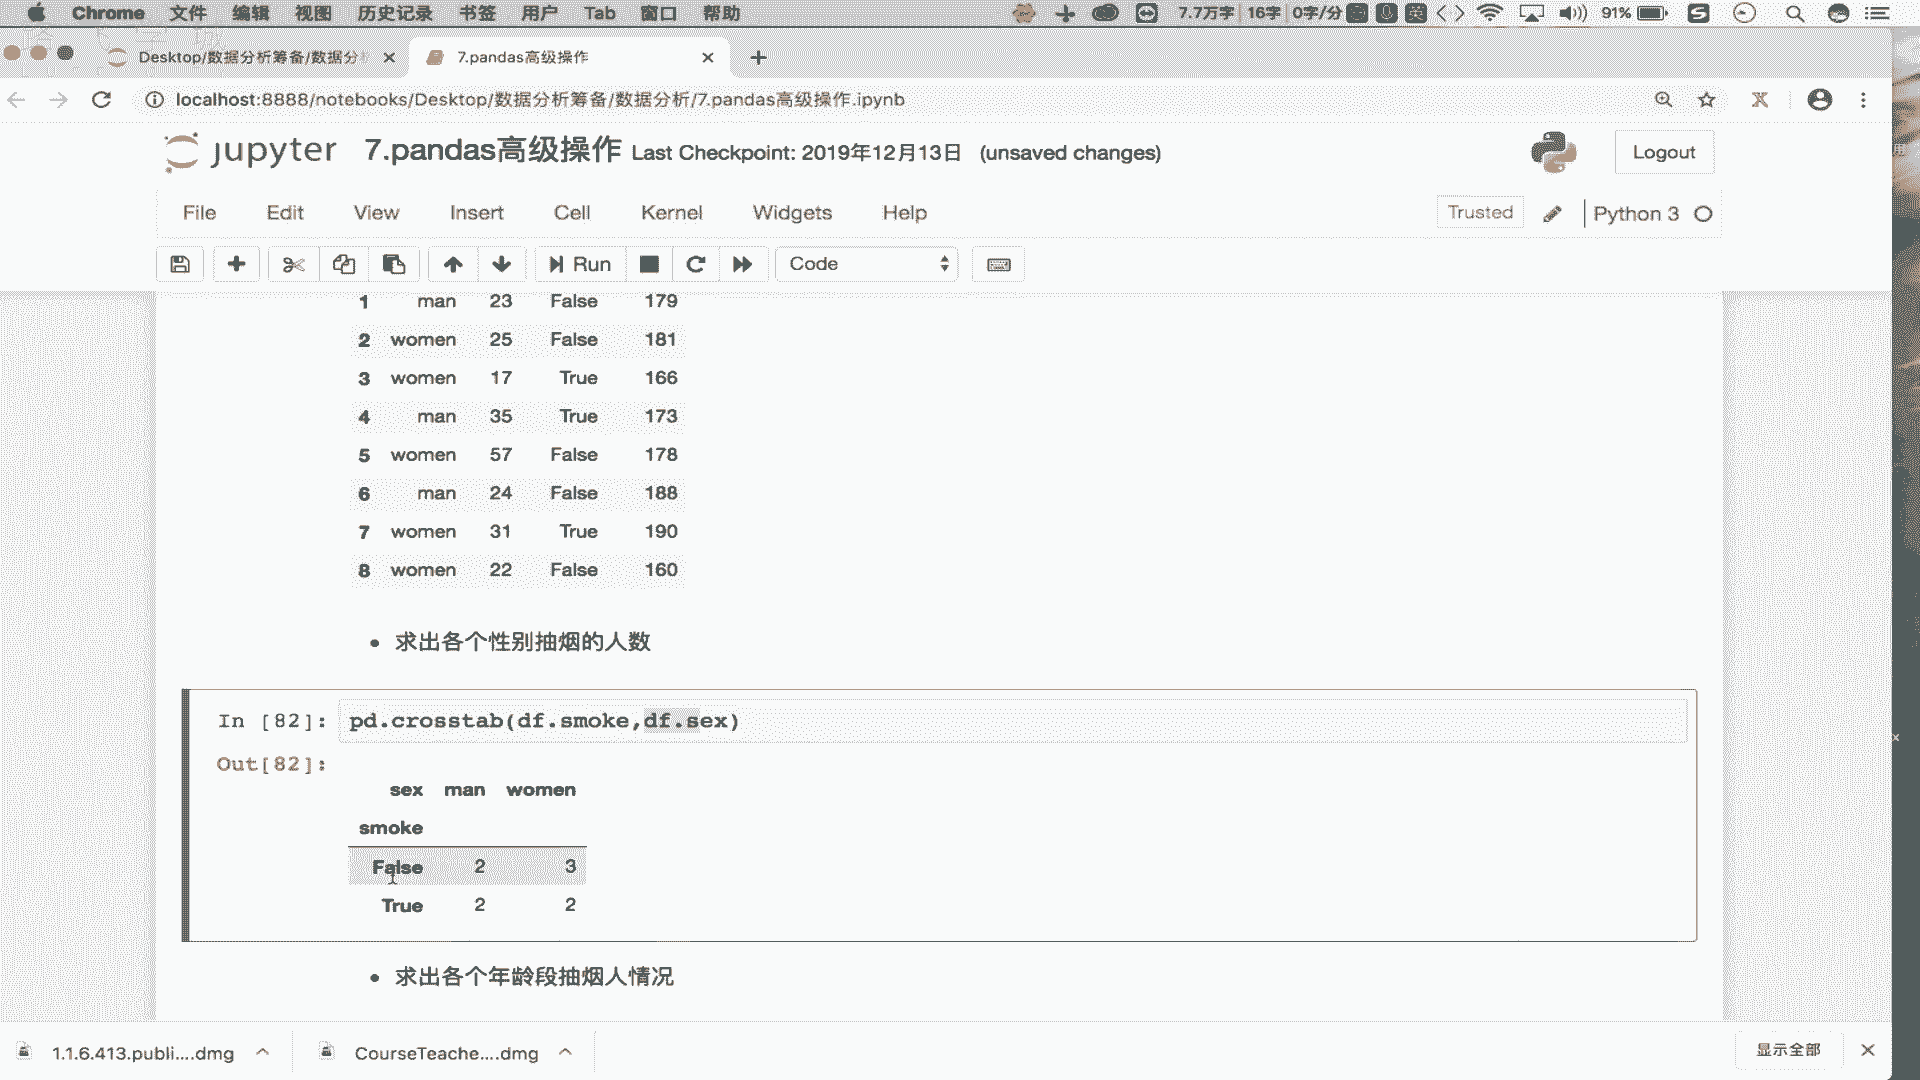 Chrome 文件 编辑 视图 历史记录 书签 用户 Tab 窗口 帮助 7.7万字 16字 0字/分 英 91%
Desktop/数据分析筹备/数据分 7.pandas高级操作
localhost:8888/notebooks/Desktop/数据分析筹备/数据分析/7.pandas高级操作.ipynb
jupyter 7.pandas高级操作 Last Checkpoint: 2019年12月13日 (unsaved changes) Logout
File Edit View Insert Cell Kernel Widgets Help Trusted Python 3
Run Code
1 man 23 False 179
2 women 25 False 181
3 women 17 True 166
4 man 35 True 173
5 women 57 False 178
6 man 24 False 188
7 women 31 True 190
8 women 22 False 160
• 求出各个性别抽烟的人数
In [82]: pd.crosstab(df.smoke,df.sex)
Out[82]:
sex man women
smoke
False 2 3
True 2 2
• 求出各个年龄段抽烟人情况
1.1.6.413.publi....dmg CourseTeache....dmg 显示全部